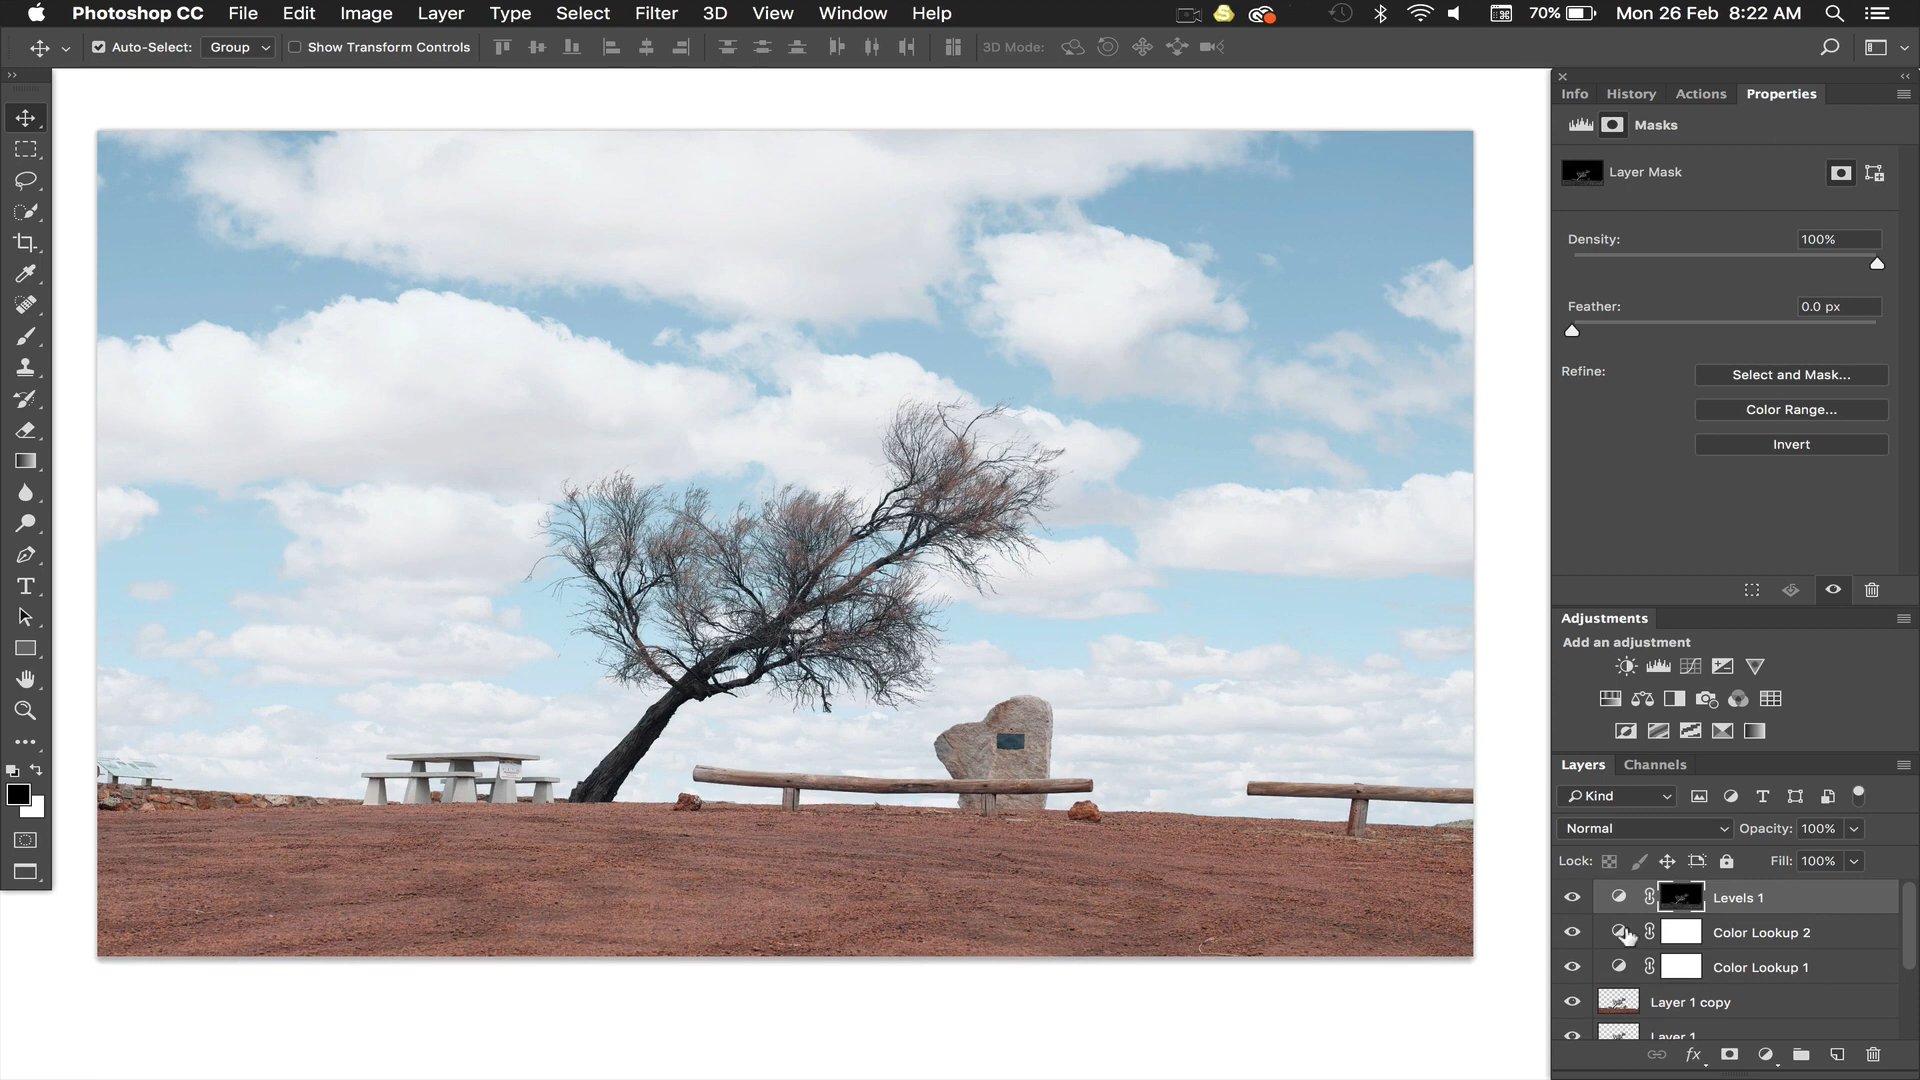 Photoshop CC File Edit Image Layer Type Select Filter 3D View Window Help 70% Mon 26 Feb 8:22 AM
Auto-Select: Group Show Transform Controls 3D Mode:
Info History Actions Properties
Masks
Layer Mask
Density: 100%
Feather: 0.0 px
Refine: Select and Mask...
Color Range...
Invert
Adjustments
Add an adjustment
Layers Channels
Kind
Normal Opacity: 100%
Lock: Fill: 100%
Levels 1
Color Lookup 2
Color Lookup 1
Layer 1 copy
Layer 1
fx